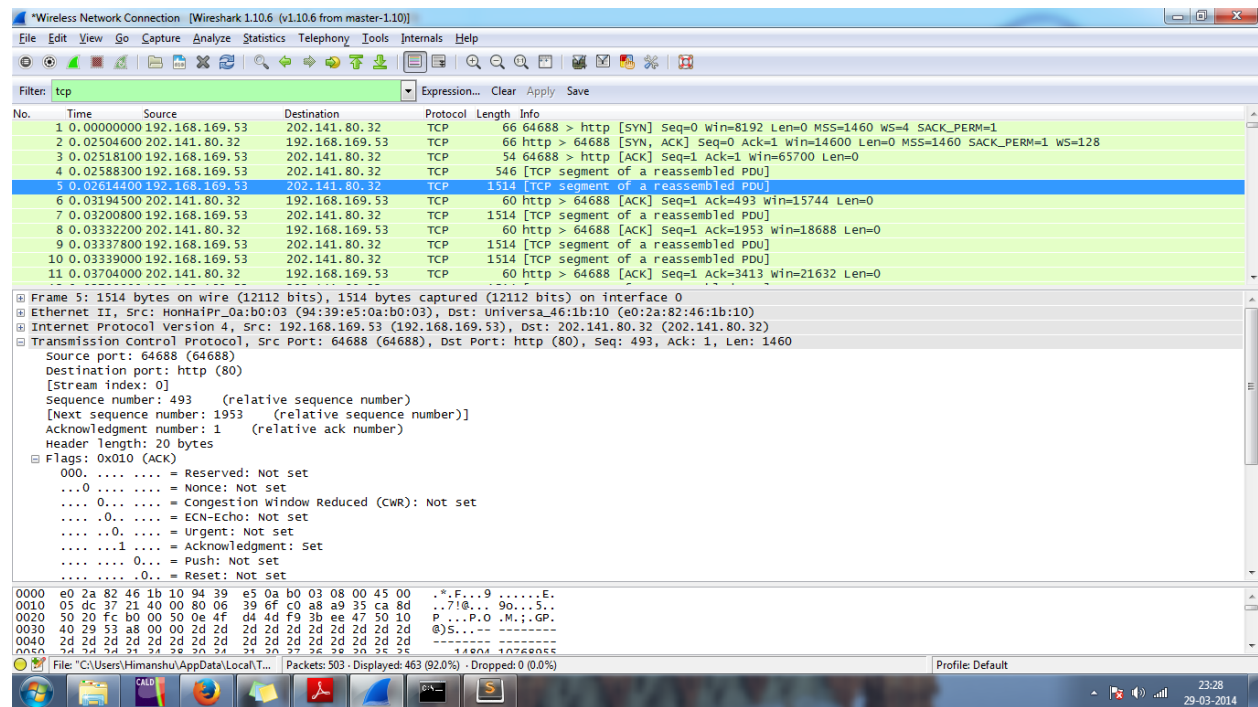 *Wireless Network Connection [Wireshark 1.10.6 (v1.10.6 from master-1.10)]
File Edit View Go Capture Analyze Statistics Telephony Tools Internals Help
Filter: tcp Expression... Clear Apply Save
No. Time Source Destination Protocol Length Info
1 0.00000000 192.168.169.53 202.141.80.32 TCP 66 64688 > http [SYN] Seq=0 Win=8192 Len=0 MSS=1460 WS=4 SACK_PERM=1
2 0.02504600 202.141.80.32 192.168.169.53 TCP 66 http > 64688 [SYN, ACK] Seq=0 Ack=1 Win=14600 Len=0 MSS=1460 SACK_PERM=1 WS=128
3 0.02518100 192.168.169.53 202.141.80.32 TCP 54 64688 > http [ACK] Seq=1 Ack=1 Win=65700 Len=0
4 0.02588300 192.168.169.53 202.141.80.32 TCP 546 [TCP segment of a reassembled PDU]
5 0.02614400 192.168.169.53 202.141.80.32 TCP 1514 [TCP segment of a reassembled PDU]
6 0.03194500 202.141.80.32 192.168.169.53 TCP 60 http > 64688 [ACK] Seq=1 Ack=493 Win=15744 Len=0
7 0.03200800 192.168.169.53 202.141.80.32 TCP 1514 [TCP segment of a reassembled PDU]
8 0.03332200 202.141.80.32 192.168.169.53 TCP 60 http > 64688 [ACK] Seq=1 Ack=1953 Win=18688 Len=0
9 0.03337800 192.168.169.53 202.141.80.32 TCP 1514 [TCP segment of a reassembled PDU]
10 0.03339000 192.168.169.53 202.141.80.32 TCP 1514 [TCP segment of a reassembled PDU]
11 0.03704000 202.141.80.32 192.168.169.53 TCP 60 http > 64688 [ACK] Seq=1 Ack=3413 Win=21632 Len=0
Frame 5: 1514 bytes on wire (12112 bits), 1514 bytes captured (12112 bits) on interface 0
Ethernet II, Src: HonHaiPr_0a:b0:03 (94:39:e5:0a:b0:03), Dst: Universa_46:1b:10 (e0:2a:82:46:1b:10)
Internet Protocol Version 4, Src: 192.168.169.53 (192.168.169.53), Dst: 202.141.80.32 (202.141.80.32)
Transmission Control Protocol, Src Port: 64688 (64688), Dst Port: http (80), Seq: 493, Ack: 1, Len: 1460
Source port: 64688 (64688)
Destination port: http (80)
[Stream index: 0]
Sequence number: 493 (relative sequence number)
[Next sequence number: 1953 (relative sequence number)]
Acknowledgment number: 1 (relative ack number)
Header length: 20 bytes
Flags: 0x010 (ACK)
000. .... .... = Reserved: Not set
...0 .... .... = Nonce: Not set
.... 0... .... = Congestion Window Reduced (CWR): Not set
.... .0.. .... = ECN-Echo: Not set
.... ..0. .... = Urgent: Not set
.... ...1 .... = Acknowledgment: Set
.... .... 0... = Push: Not set
.... .... .0.. = Reset: Not set
0000 e0 2a 82 46 1b 10 94 39 e5 0a b0 03 08 00 45 00 .*.F...9 ......E.
0010 05 dc 37 21 40 00 80 06 39 6f c0 a8 a9 35 ca 8d ..7!@... 9o...5..
0020 50 20 fc b0 00 50 0e 4f d4 4d f9 3b ee 47 50 10 P ...P.O .M.;.GP.
0030 40 29 53 a8 00 00 2d 2d 2d 2d 2d 2d 2d 2d 2d 2d @)S...-- --------
0040 2d 2d 2d 2d 2d 2d 2d 2d 2d 2d 2d 2d 2d 2d 2d 2d -------- --------
0050 2d 2d 2d 31 34 38 30 34 31 30 37 36 38 39 35 35 ---14804 10768955
File: "C:\Users\Himanshu\AppData\Local\T... Packets: 503 · Displayed: 463 (92.0%) · Dropped: 0 (0.0%) Profile: Default
CALD
23:28
29-03-2014